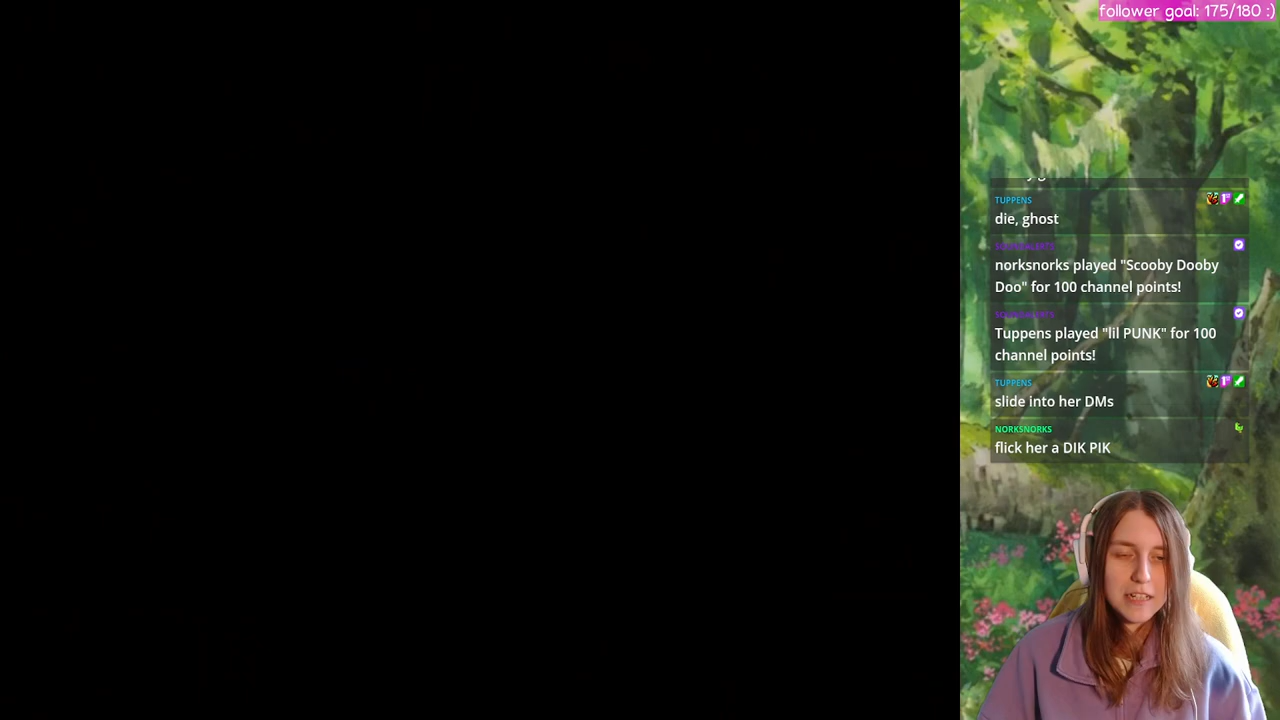 follower goal: 175/180 :)
TUPPENS
die, ghost
norksnorks played "Scooby Dooby
Doo" for 100 channel points!
Tuppens played "lil PUNK" for 100
channel points!
TUPPENS
slide into her DMs
NORKSNORKS
flick her a DIK PIK